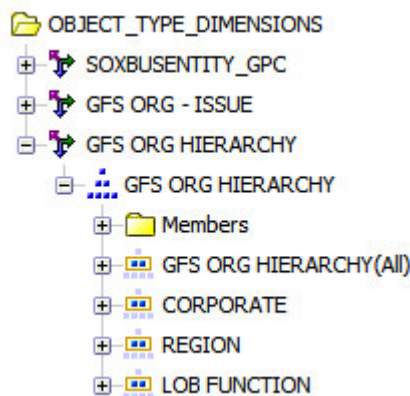 OBJECT_TYPE_DIMENSIONS
SOXBUSENTITY_GPC
GFS ORG - ISSUE
GFS ORG HIERARCHY
GFS ORG HIERARCHY
Members
GFS ORG HIERARCHY(All)
CORPORATE
REGION
LOB FUNCTION